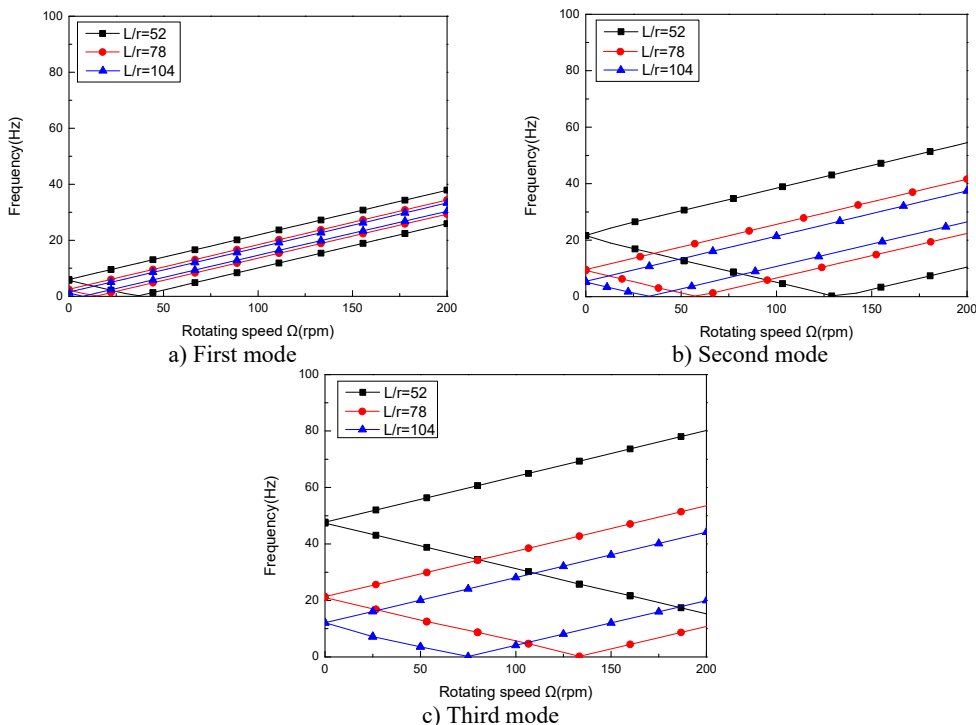 100
80
60
40
20
0
Frequency(Hz)
L/r=52
L/r=78
L/r=104
0 50 100 150 200
Rotating speed Ω(rpm)
a) First mode
100
80
60
40
20
0
Frequency(Hz)
L/r=52
L/r=78
L/r=104
0 50 100 150 200
Rotating speed Ω(rpm)
b) Second mode
100
80
60
40
20
0
Frequency(Hz)
L/r=52
L/r=78
L/r=104
0 50 100 150 200
Rotating speed Ω(rpm)
c) Third mode